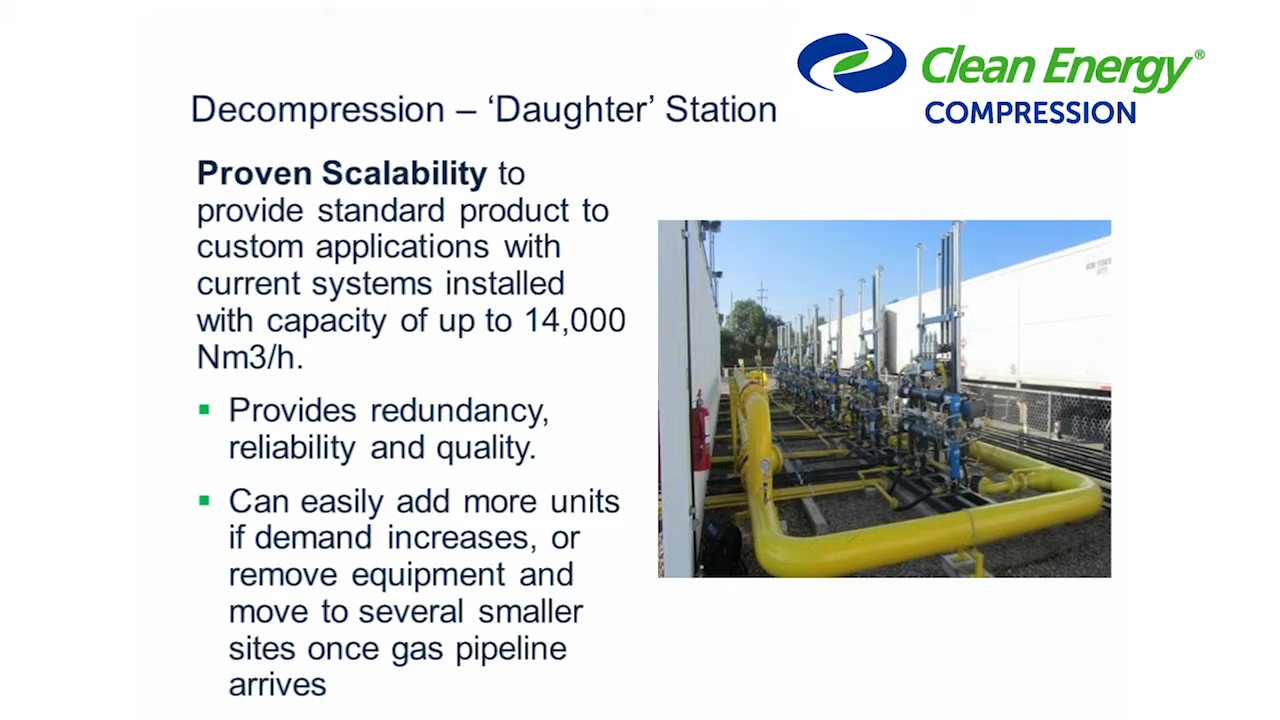 Clean Energy®
COMPRESSION
Decompression – ‘Daughter’ Station
Proven Scalability to
provide standard product to
custom applications with
current systems installed
with capacity of up to 14,000
Nm3/h.
▪ Provides redundancy,
reliability and quality.
▪ Can easily add more units
if demand increases, or
remove equipment and
move to several smaller
sites once gas pipeline
arrives